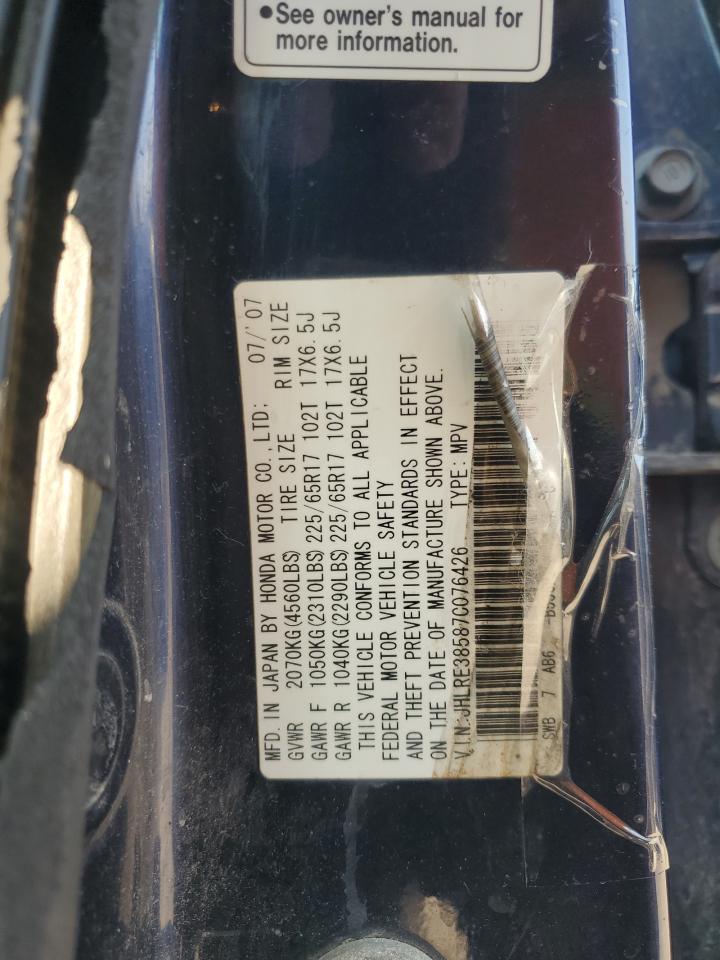 •See owner's manual for
more information.
MFD. IN JAPAN BY HONDA MOTOR CO.,LTD: 07/'07
GVWR 2070KG(4560LBS) TIRE SIZE RIM SIZE
GAWR F 1050KG(2310LBS) 225/65R17 102T 17X6.5J
GAWR R 1040KG(2290LBS) 225/65R17 102T 17X6.5J
THIS VEHICLE CONFORMS TO ALL APPLICABLE
FEDERAL MOTOR VEHICLE SAFETY
AND THEFT PREVENTION STANDARDS IN EFFECT
ON THE DATE OF MANUFACTURE SHOWN ABOVE.
V.I.N:JHLRE38587C076426 TYPE:MPV
SWB 7 AB6